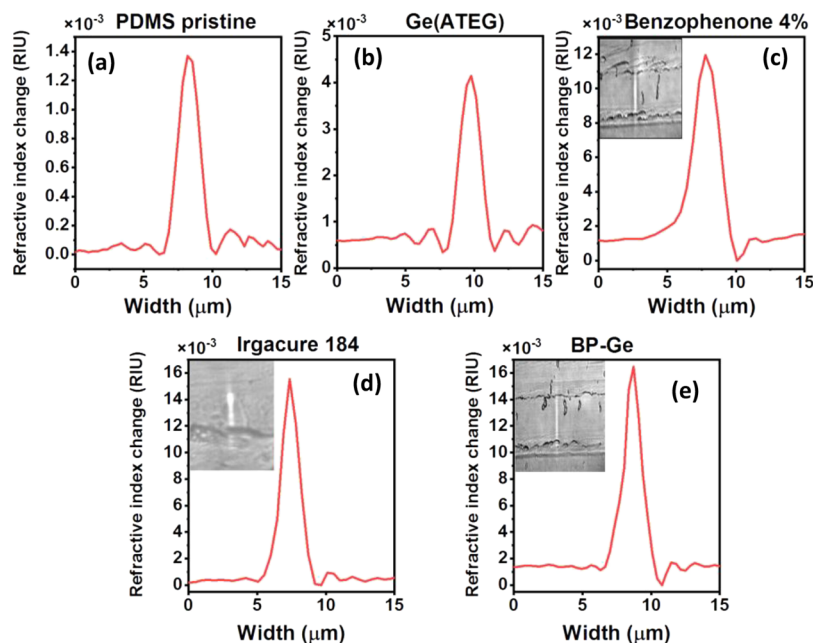 PDMS pristine
×10⁻³
(a)
Refractive index change (RIU)
1.4
1.2
1.0
0.8
0.6
0.4
0.2
0.0
0 5 10 15
Width (μm)
Ge(ATEG)
×10⁻³
(b)
Refractive index change (RIU)
5
4
3
2
1
0
0 5 10 15
Width (μm)
Benzophenone 4%
×10⁻³
(c)
Refractive index change (RIU)
12
10
8
6
4
2
0
0 5 10 15
Width (μm)
Irgacure 184
×10⁻³
(d)
Refractive index change (RIU)
16
14
12
10
8
6
4
2
0
0 5 10 15
Width (μm)
BP-Ge
×10⁻³
(e)
Refractive index change (RIU)
16
14
12
10
8
6
4
2
0
0 5 10 15
Width (μm)